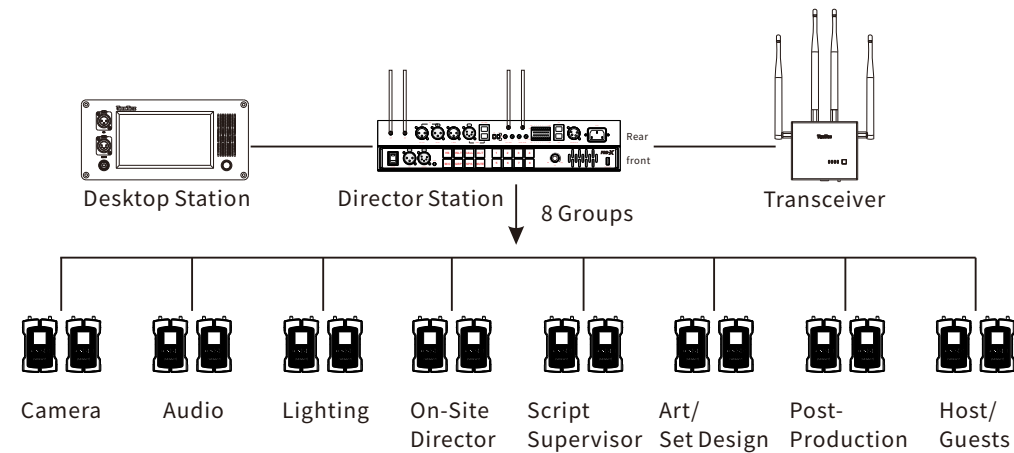 Rear
front
Desktop Station
Director Station
Transceiver
8 Groups
Camera
Audio
Lighting
On-Site
Director
Script
Supervisor
Art/
Set Design
Post-
Production
Host/
Guests